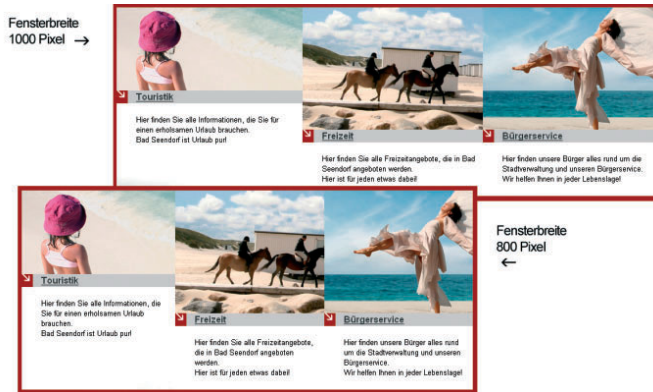 Fensterbreite
1000 Pixel →
Touristik
Hier finden Sie alle Informationen, die Sie für
einen erholsamen Urlaub brauchen.
Bad Seendorf ist Urlaub pur!
Freizeit
Hier finden Sie alle Freizeitangebote, die in Bad
Seendorf angeboten werden.
Hier ist für jeden etwas dabei!
Bürgerservice
Hier finden unsere Bürger alles rund um die
Stadtverwaltung und unseren Bürgerservice.
Wir helfen Ihnen in jeder Lebenslage!
Fensterbreite
800 Pixel
←
Touristik
Hier finden Sie alle Informationen, die
Sie für einen erholsamen Urlaub
brauchen.
Bad Seendorf ist Urlaub pur!
Freizeit
Hier finden Sie alle Freizeitangebote,
die in Bad Seendorf angeboten
werden.
Hier ist für jeden etwas dabei!
Bürgerservice
Hier finden unsere Bürger alles rund
um die Stadtverwaltung und unseren
Bürgerservice.
Wir helfen Ihnen in jeder Lebenslage!